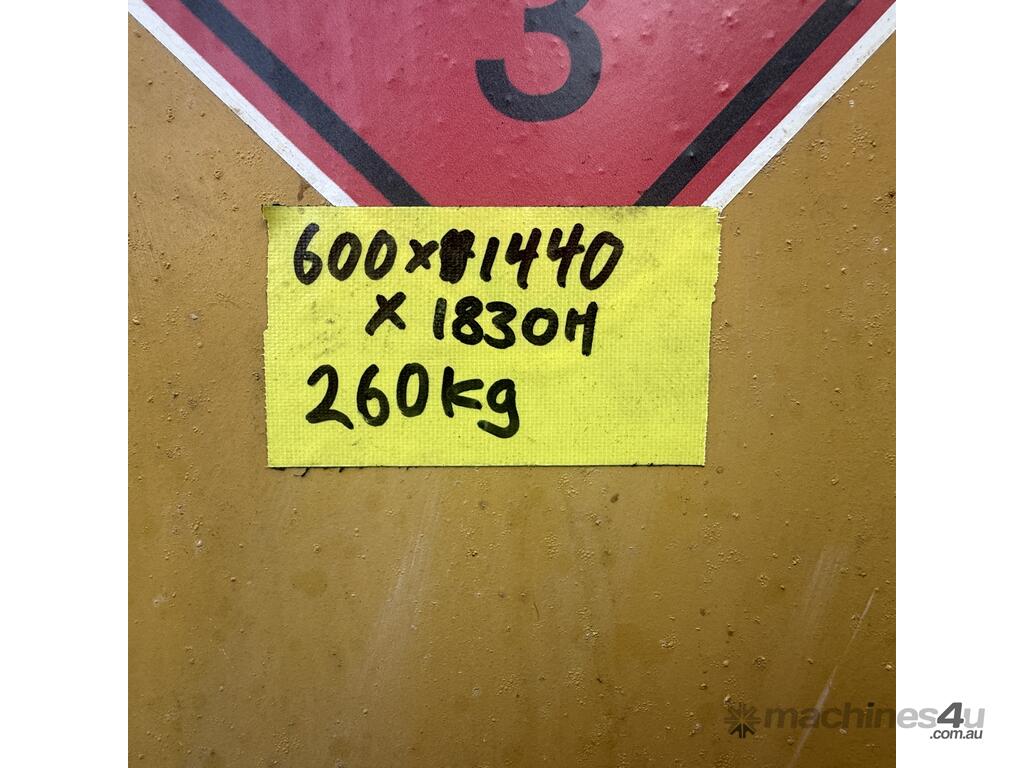 3
600 x 1440
x 1830H
260kg
machines4u
.com.au